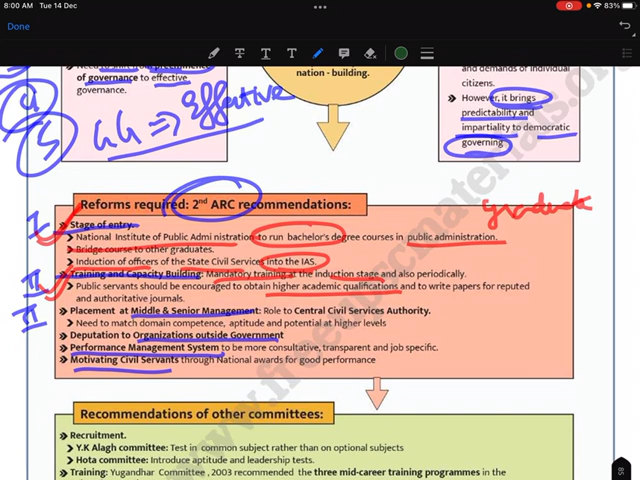 8:00 AM Tue 14 Dec
83%
Done
Need to shift from preeminence
of governance to effective
governance.
nation - building.
and demands of individual
citizens.
However, it brings
predictability and
impartiality to democratic
governing
GG => Effective
Reforms required: 2nd ARC recommendations:
graduate
I
Stage of entry.
National Institute of Public Administration to run bachelor's degree courses in public administration.
Bridge course to other graduates.
Induction of officers of the State Civil Services into the IAS.
II
Training and Capacity Building: Mandatory training at the induction stage and also periodically.
Public servants should be encouraged to obtain higher academic qualifications and to write papers for reputed
and authoritative journals.
Placement at Middle & Senior Management: Role to Central Civil Services Authority.
Need to match domain competence, aptitude and potential at higher levels
Deputation to Organizations outside Government
Performance Management System to be more consultative, transparent and job specific.
Motivating Civil Servants through National awards for good performance
Recommendations of other committees:
Recruitment.
Y.K Alagh committee: Test in common subject rather than on optional subjects
Hota committee: Introduce aptitude and leadership tests.
Training: Yugandhar Committee, 2003 recommended the three mid-career training programmes in the
85